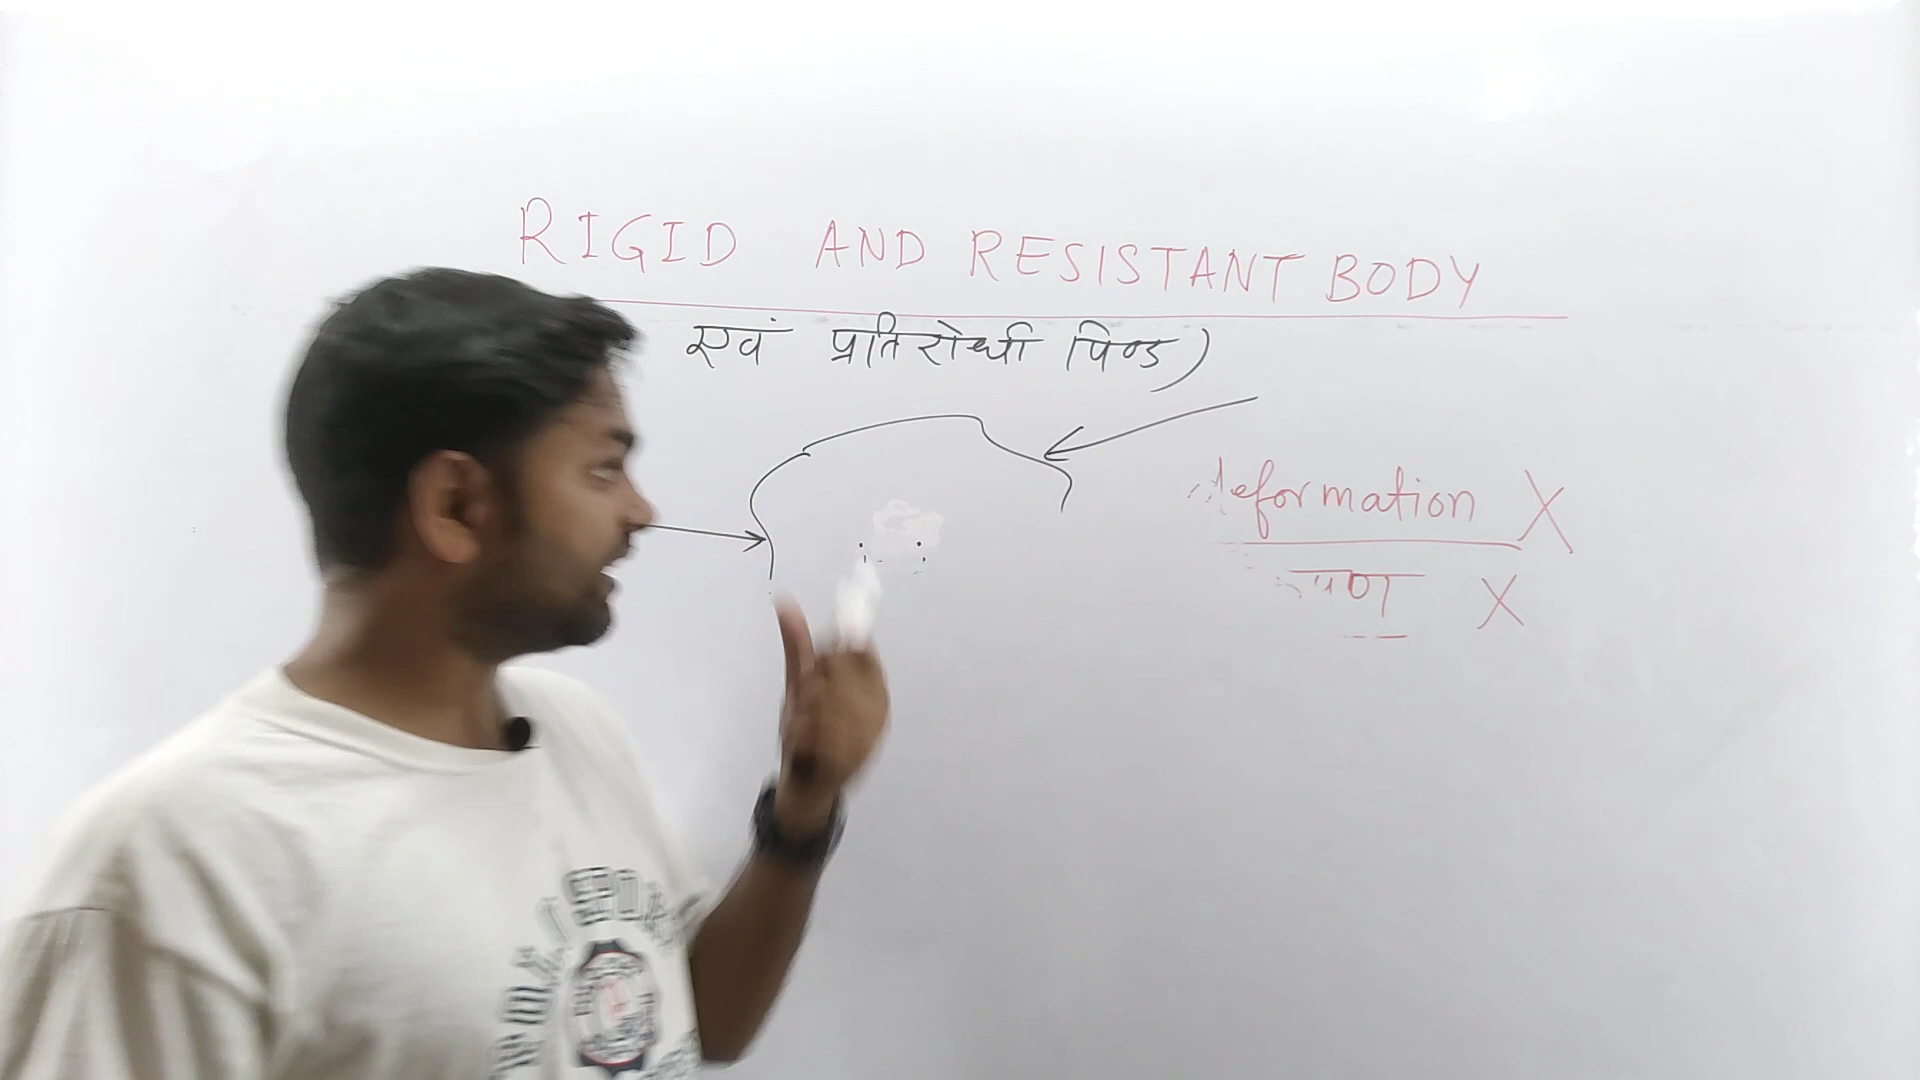 RIGID AND RESISTANT BODY
एवं प्रतिरोधी पिण्ड)
deformation X
X